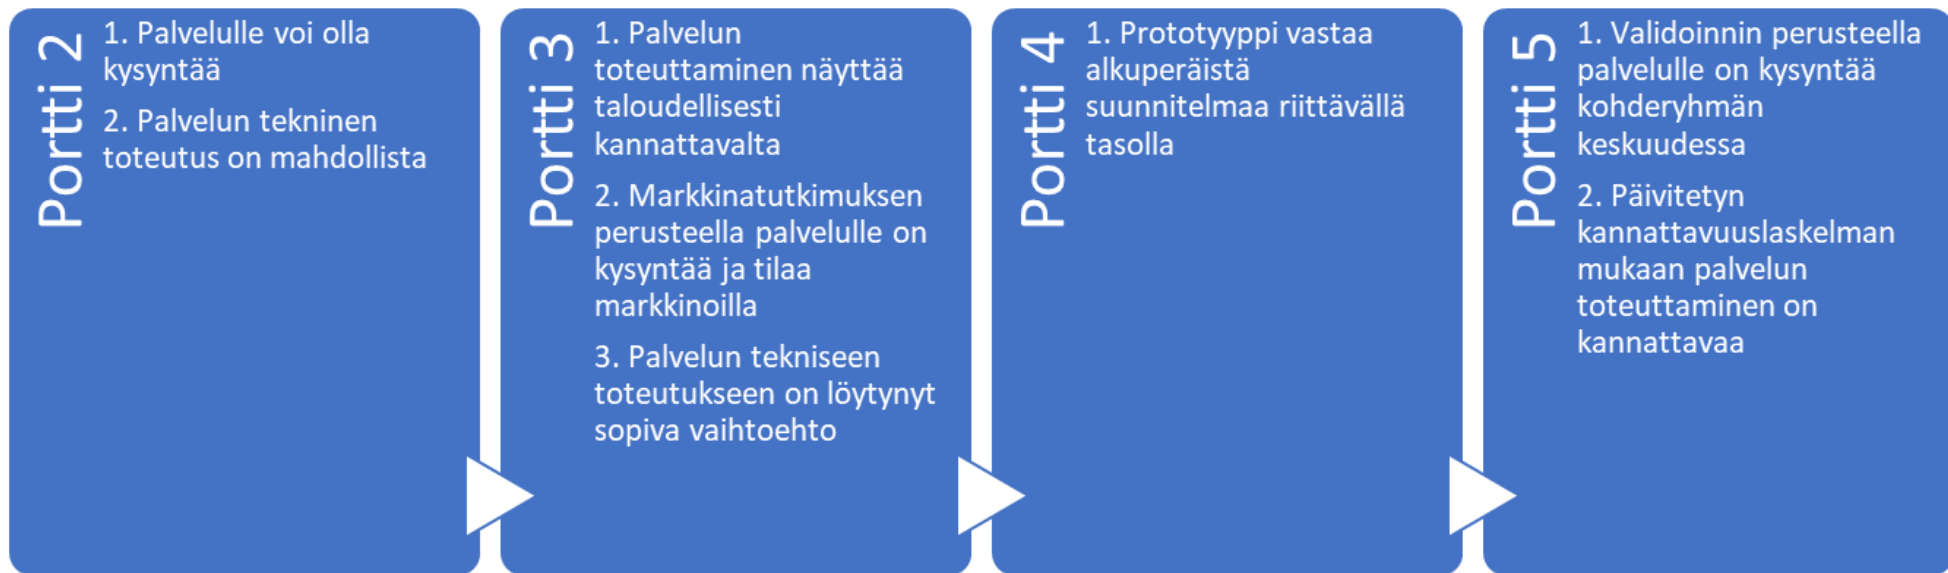 Portti 2
1. Palvelulle voi olla
kysyntää
2. Palvelun tekninen
toteutus on mahdollista
Portti 3
1. Palvelun
toteuttaminen näyttää
taloudellisesti
kannattavalta
2. Markkinatutkimuksen
perusteella palvelulle on
kysyntää ja tilaa
markkinoilla
3. Palvelun tekniseen
toteutukseen on löytynyt
sopiva vaihtoehto
Portti 4
1. Prototyyppi vastaa
alkuperäistä
suunnitelmaa riittävällä
tasolla
Portti 5
1. Validoinnin perusteella
palvelulle on kysyntää
kohderyhmän
keskuudessa
2. Päivitetyn
kannattavuuslaskelman
mukaan palvelun
toteuttaminen on
kannattavaa